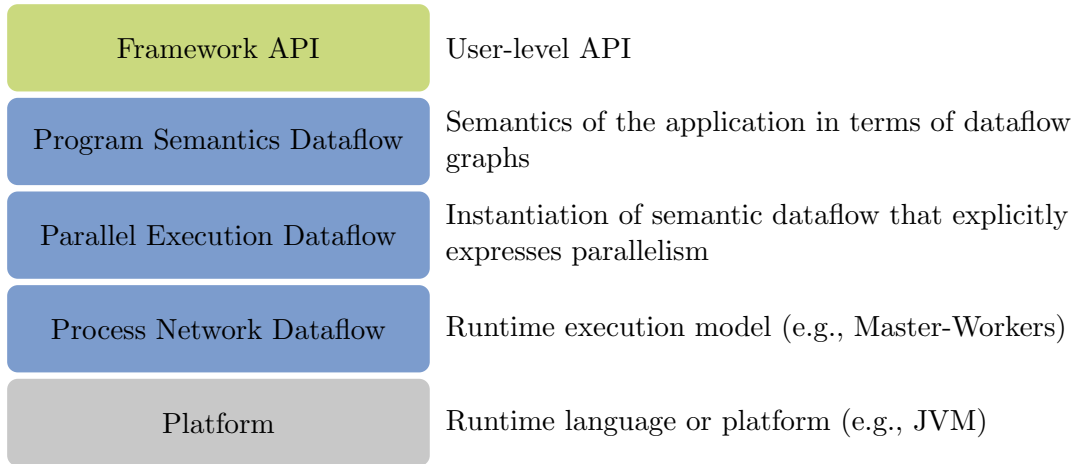 Framework API
User-level API
Program Semantics Dataflow
Semantics of the application in terms of dataflow
graphs
Parallel Execution Dataflow
Instantiation of semantic dataflow that explicitly
expresses parallelism
Process Network Dataflow
Runtime execution model (e.g., Master-Workers)
Platform
Runtime language or platform (e.g., JVM)